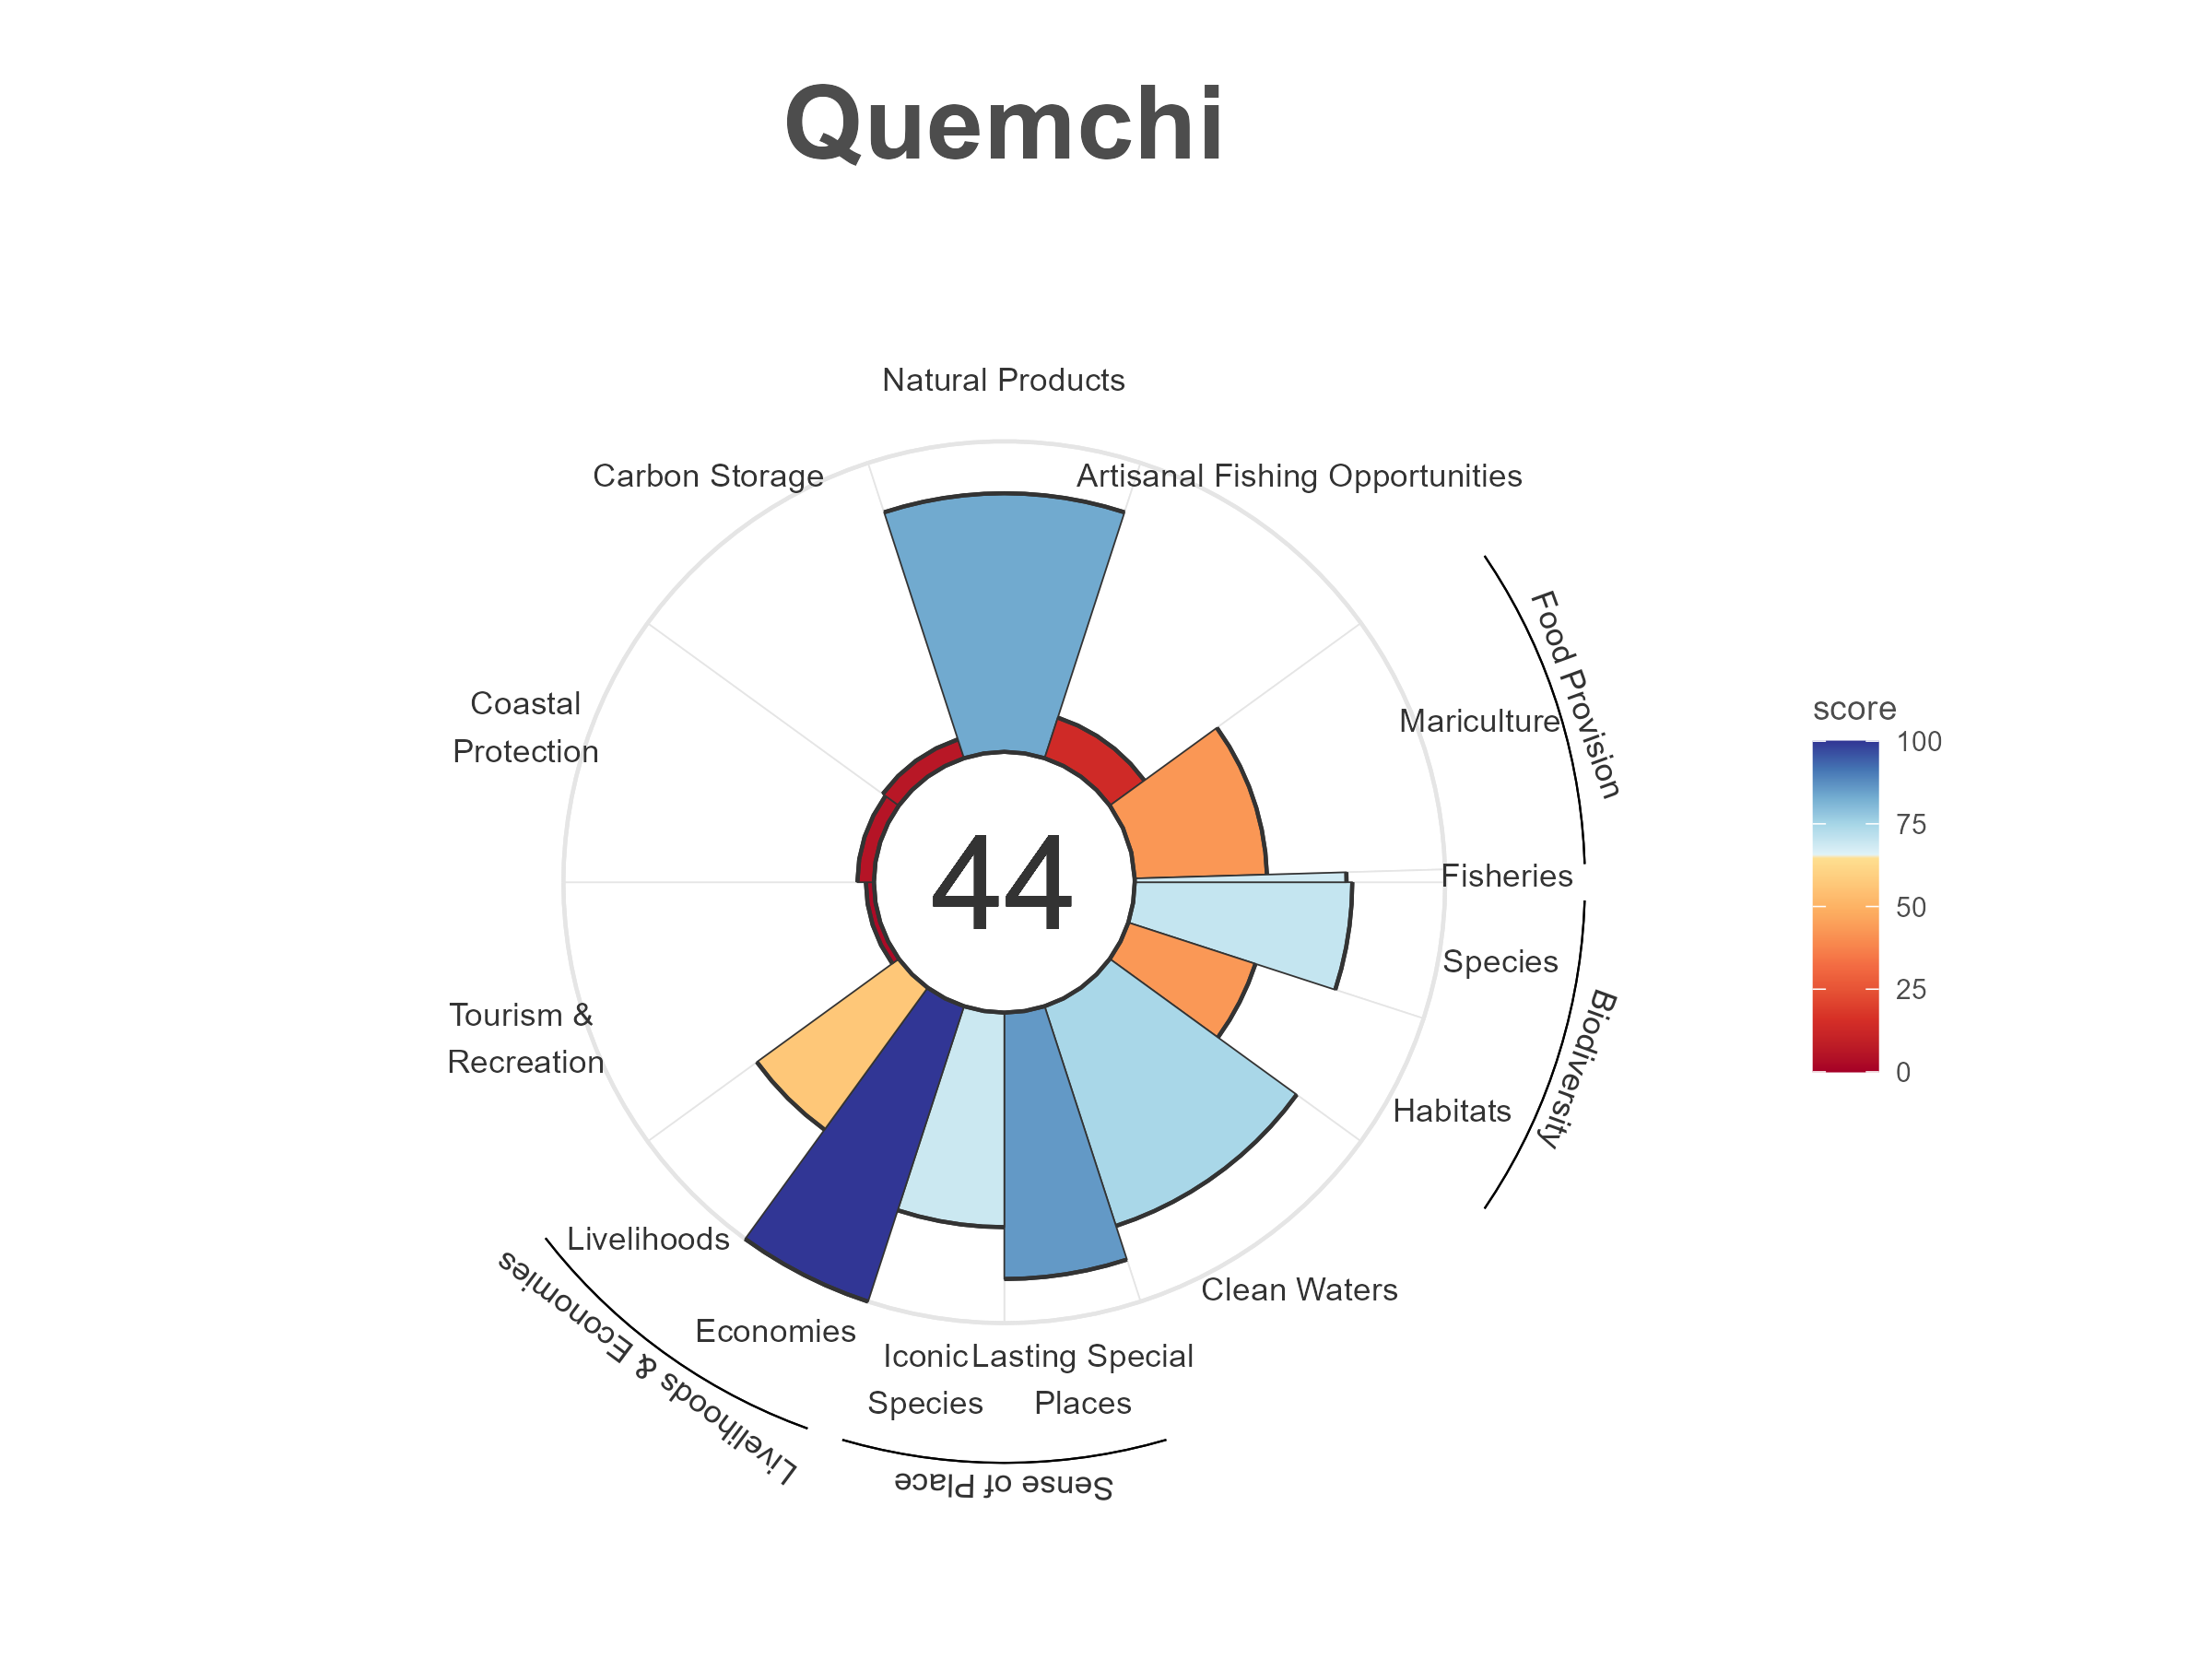 Quemchi
Natural Products
Carbon Storage
Artisanal Fishing Opportunities
Food Provision
Coastal
Protection
Mariculture
score
100
75
50
25
0
44
Fisheries
Species
Biodiversity
Tourism &
Recreation
Habitats
Livelihoods
Clean Waters
Economies
Iconic
Species
Lasting Special
Places
Livelihoods & Economies
Sense of Place